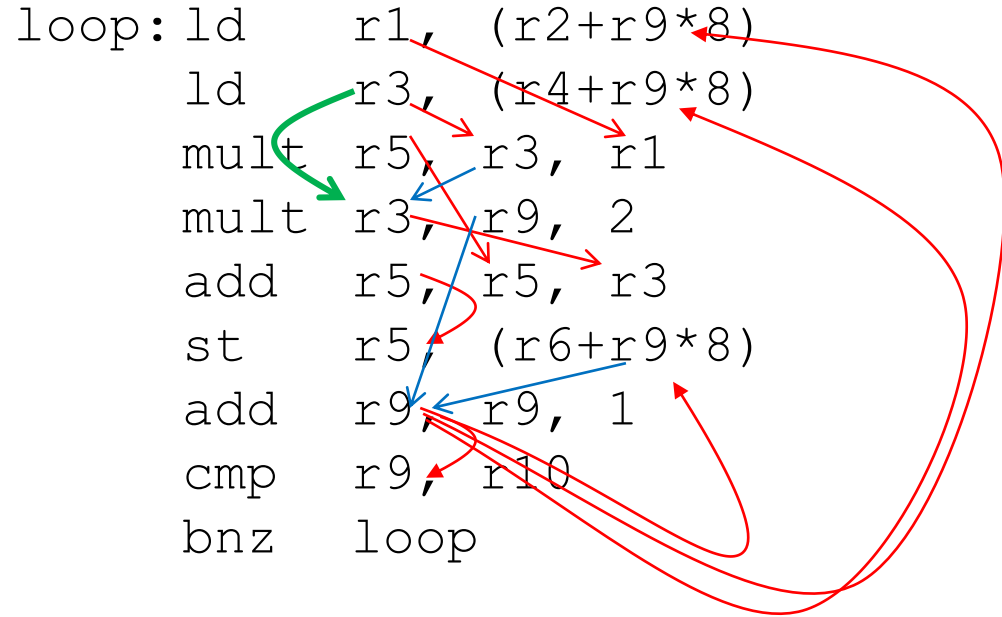 loop: ld r1, (r2+r9*8)
ld r3, (r4+r9*8)
mult r5, r3, r1
mult r3, r9, 2
add r5, r5, r3
st r5, (r6+r9*8)
add r9, r9, 1
cmp r9, r10
bnz loop